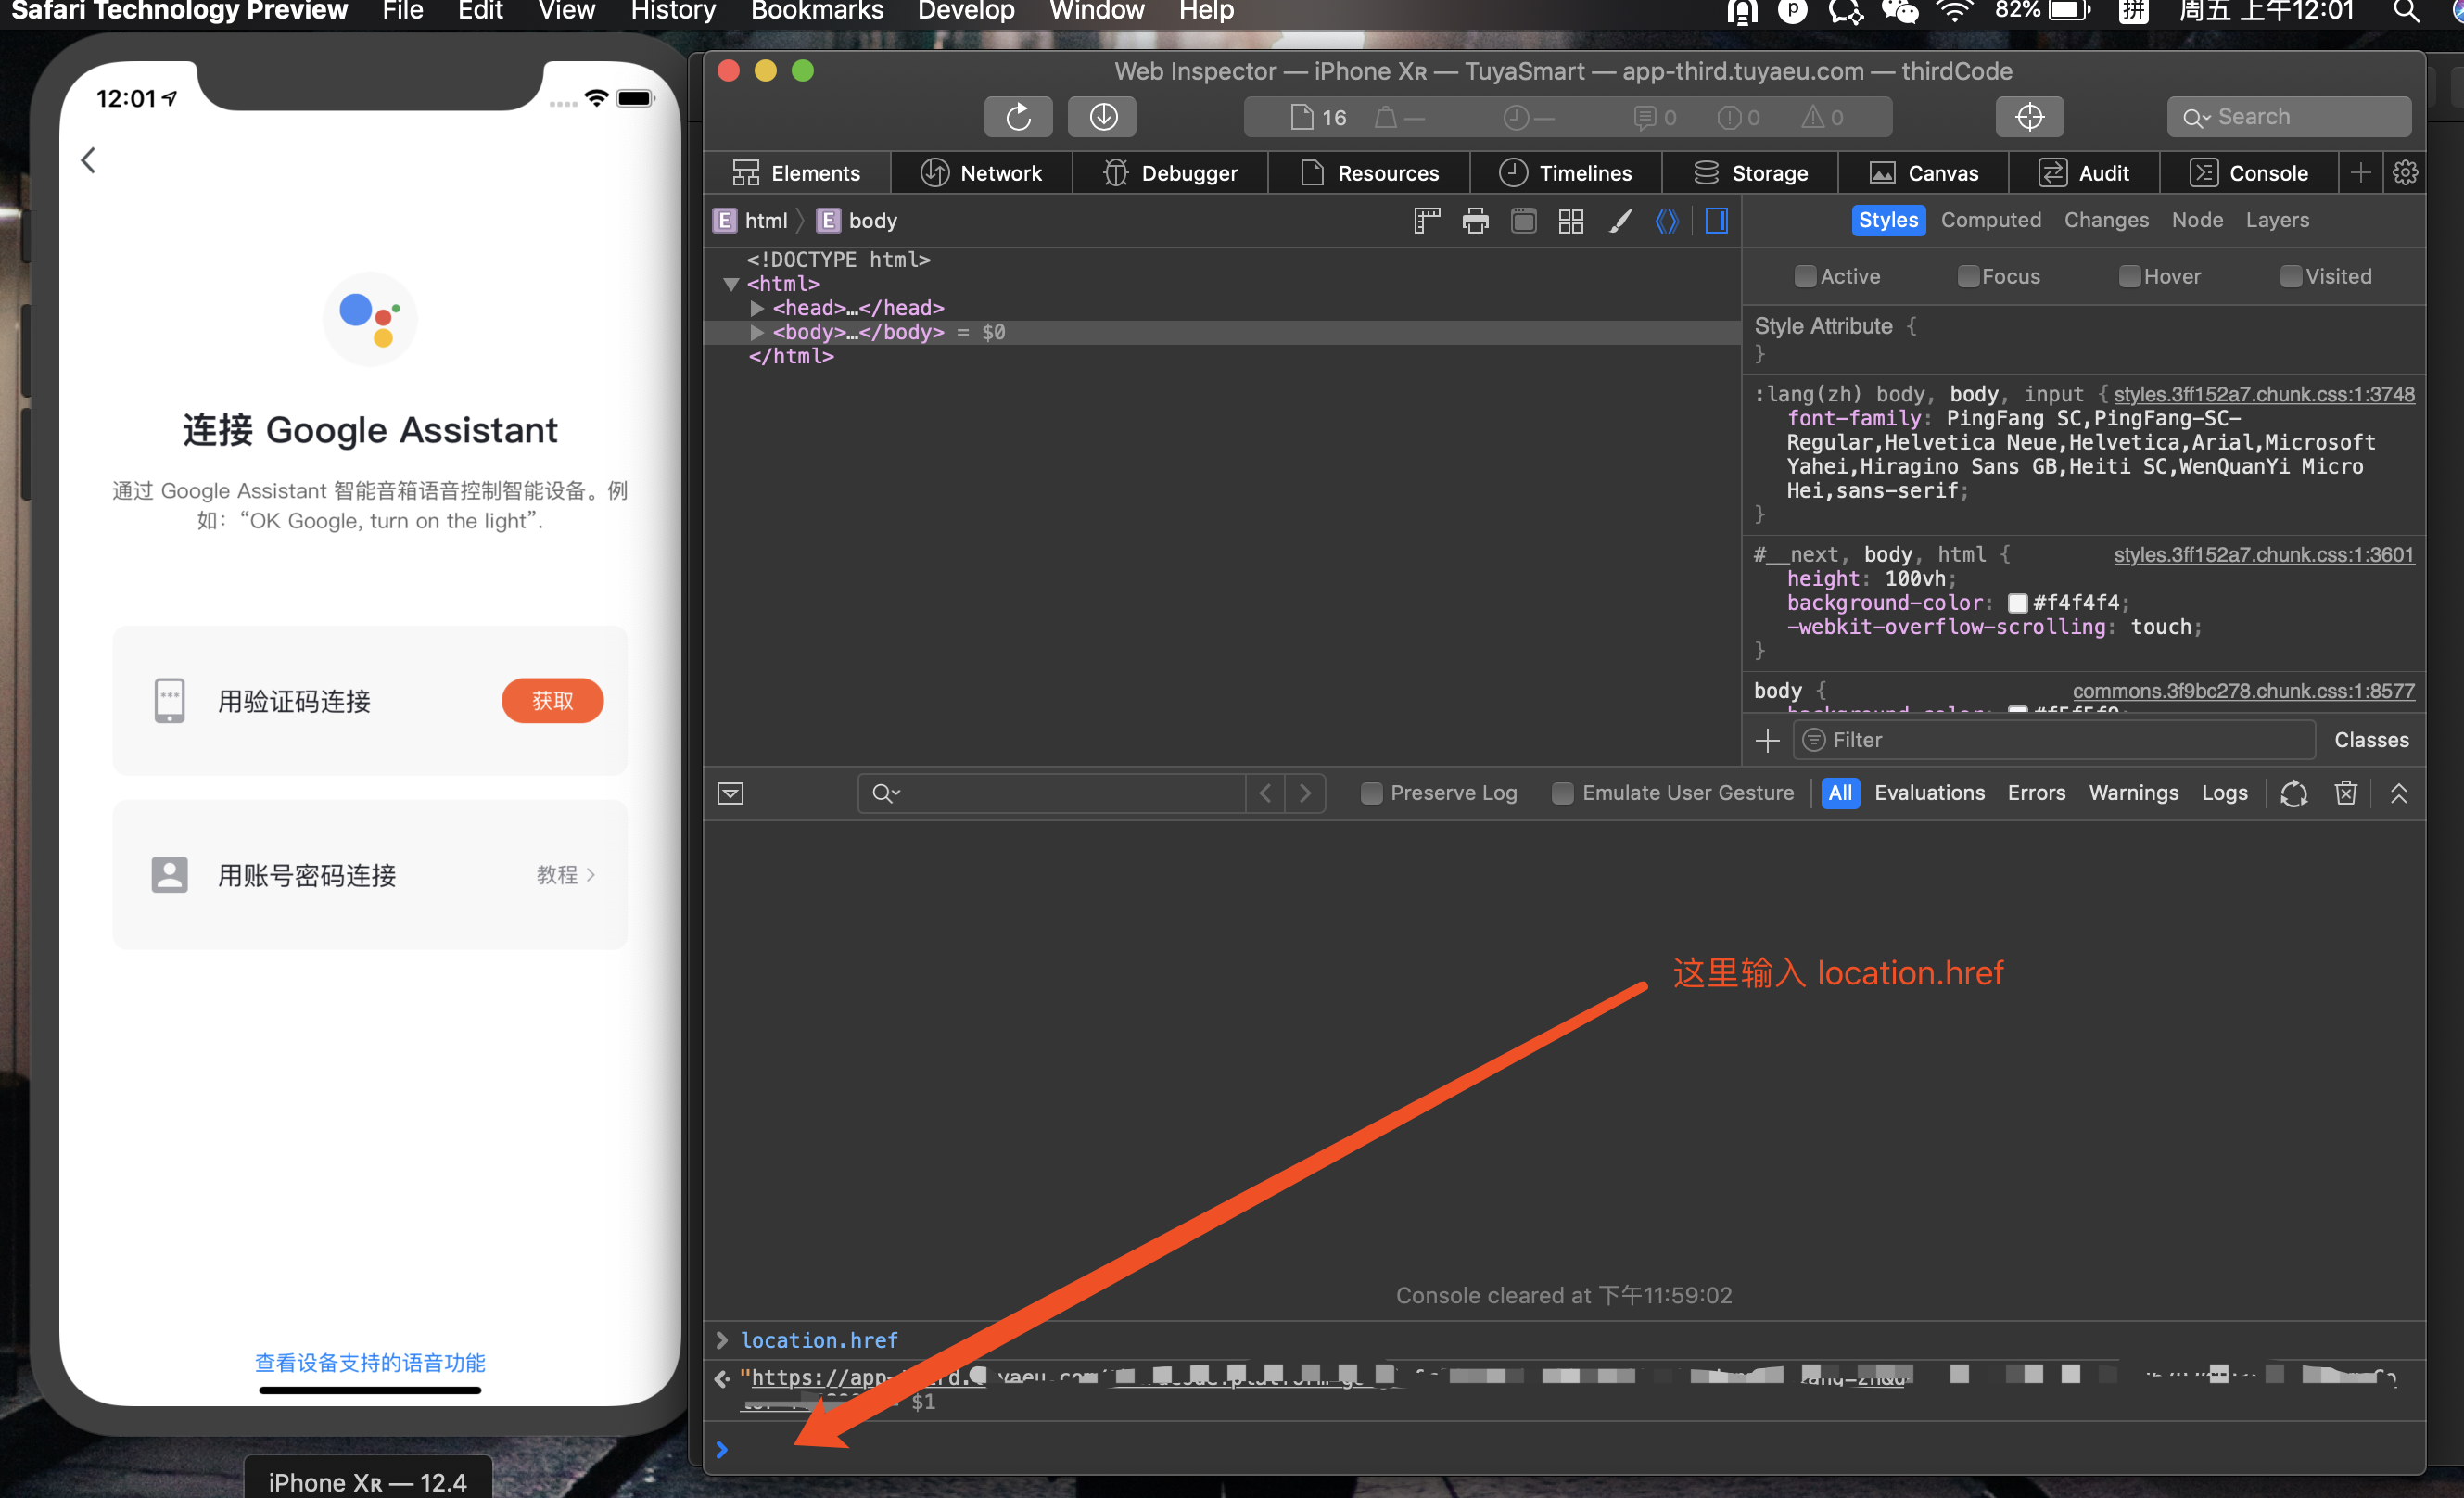 Safari Technology Preview File Edit View History Bookmarks Develop Window Help 82% 拼 周五 上午12:01
12:01
连接 Google Assistant
通过 Google Assistant 智能音箱语音控制智能设备。例
如：“OK Google, turn on the light”.
用验证码连接 获取
用账号密码连接 教程
查看设备支持的语音功能
iPhone XR — 12.4
Web Inspector — iPhone XR — TuyaSmart — app-third.tuyaeu.com — thirdCode
16 — — 0 0 0 Search
Elements Network Debugger Resources Timelines Storage Canvas Audit Console
E html E body
<!DOCTYPE html>
<html>
<head>…</head>
<body>…</body> = $0
</html>
Styles Computed Changes Node Layers
Active Focus Hover Visited
Style Attribute {
}
:lang(zh) body, body, input { styles.3ff152a7.chunk.css:1:3748
font-family: PingFang SC,PingFang-SC-
Regular,Helvetica Neue,Helvetica,Arial,Microsoft
Yahei,Hiragino Sans GB,Heiti SC,WenQuanYi Micro
Hei,sans-serif;
}
#__next, body, html { styles.3ff152a7.chunk.css:1:3601
height: 100vh;
background-color: #f4f4f4;
-webkit-overflow-scrolling: touch;
}
body { commons.3f9bc278.chunk.css:1:8577
background-color: #f5f5f9;
Filter Classes
Preserve Log Emulate User Gesture All Evaluations Errors Warnings Logs
这里输入 location.href
Console cleared at 下午11:59:02
location.href
"https://app-
$1